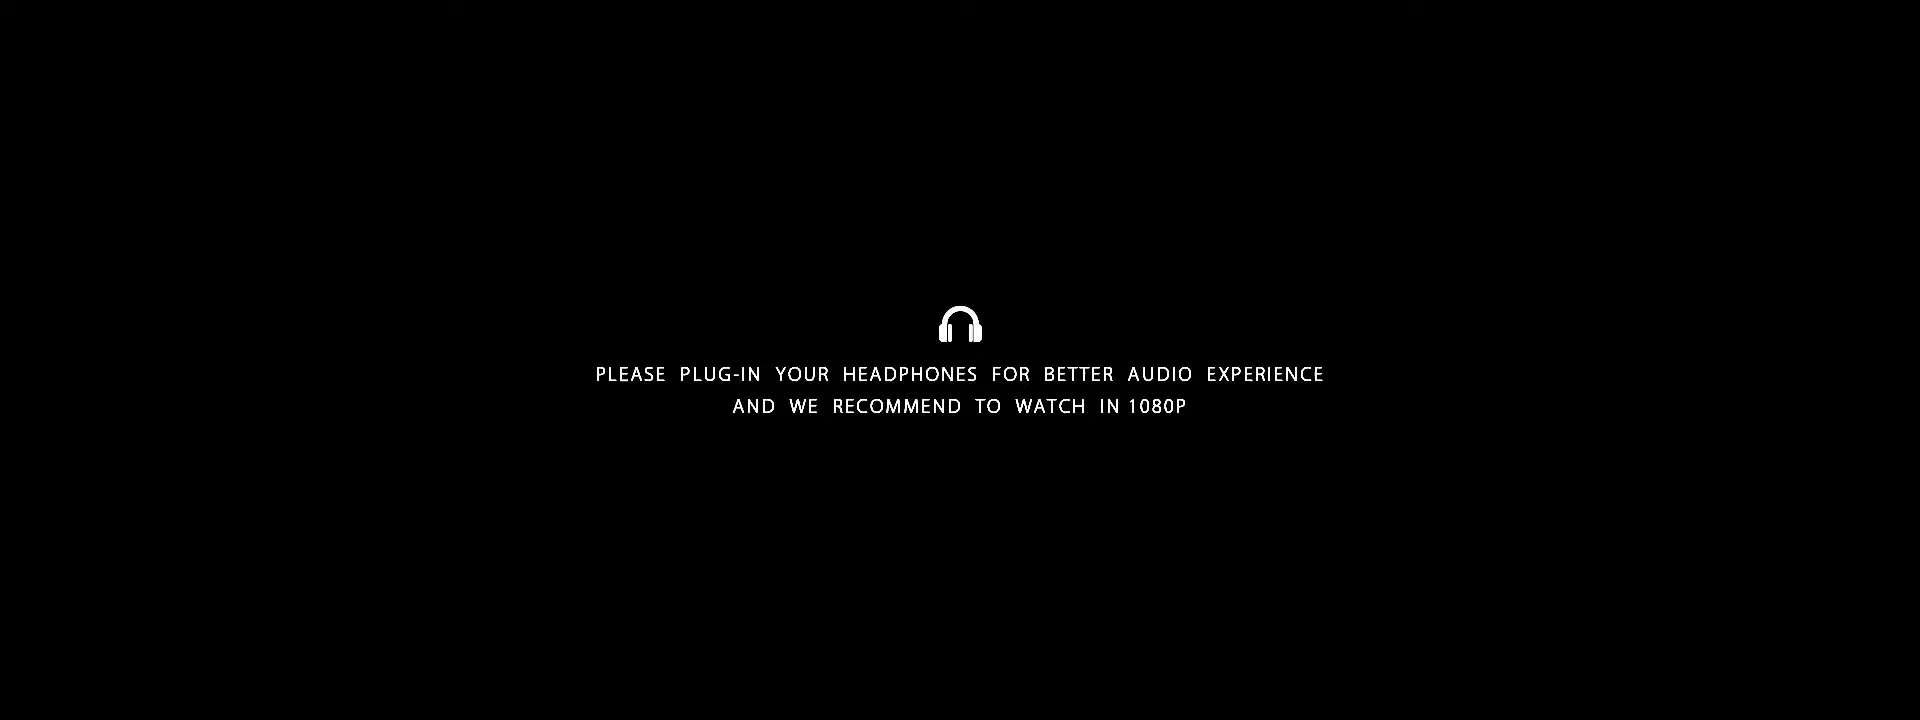 PLEASE PLUG-IN YOUR HEADPHONES FOR BETTER AUDIO EXPERIENCE
AND WE RECOMMEND TO WATCH IN 1080P